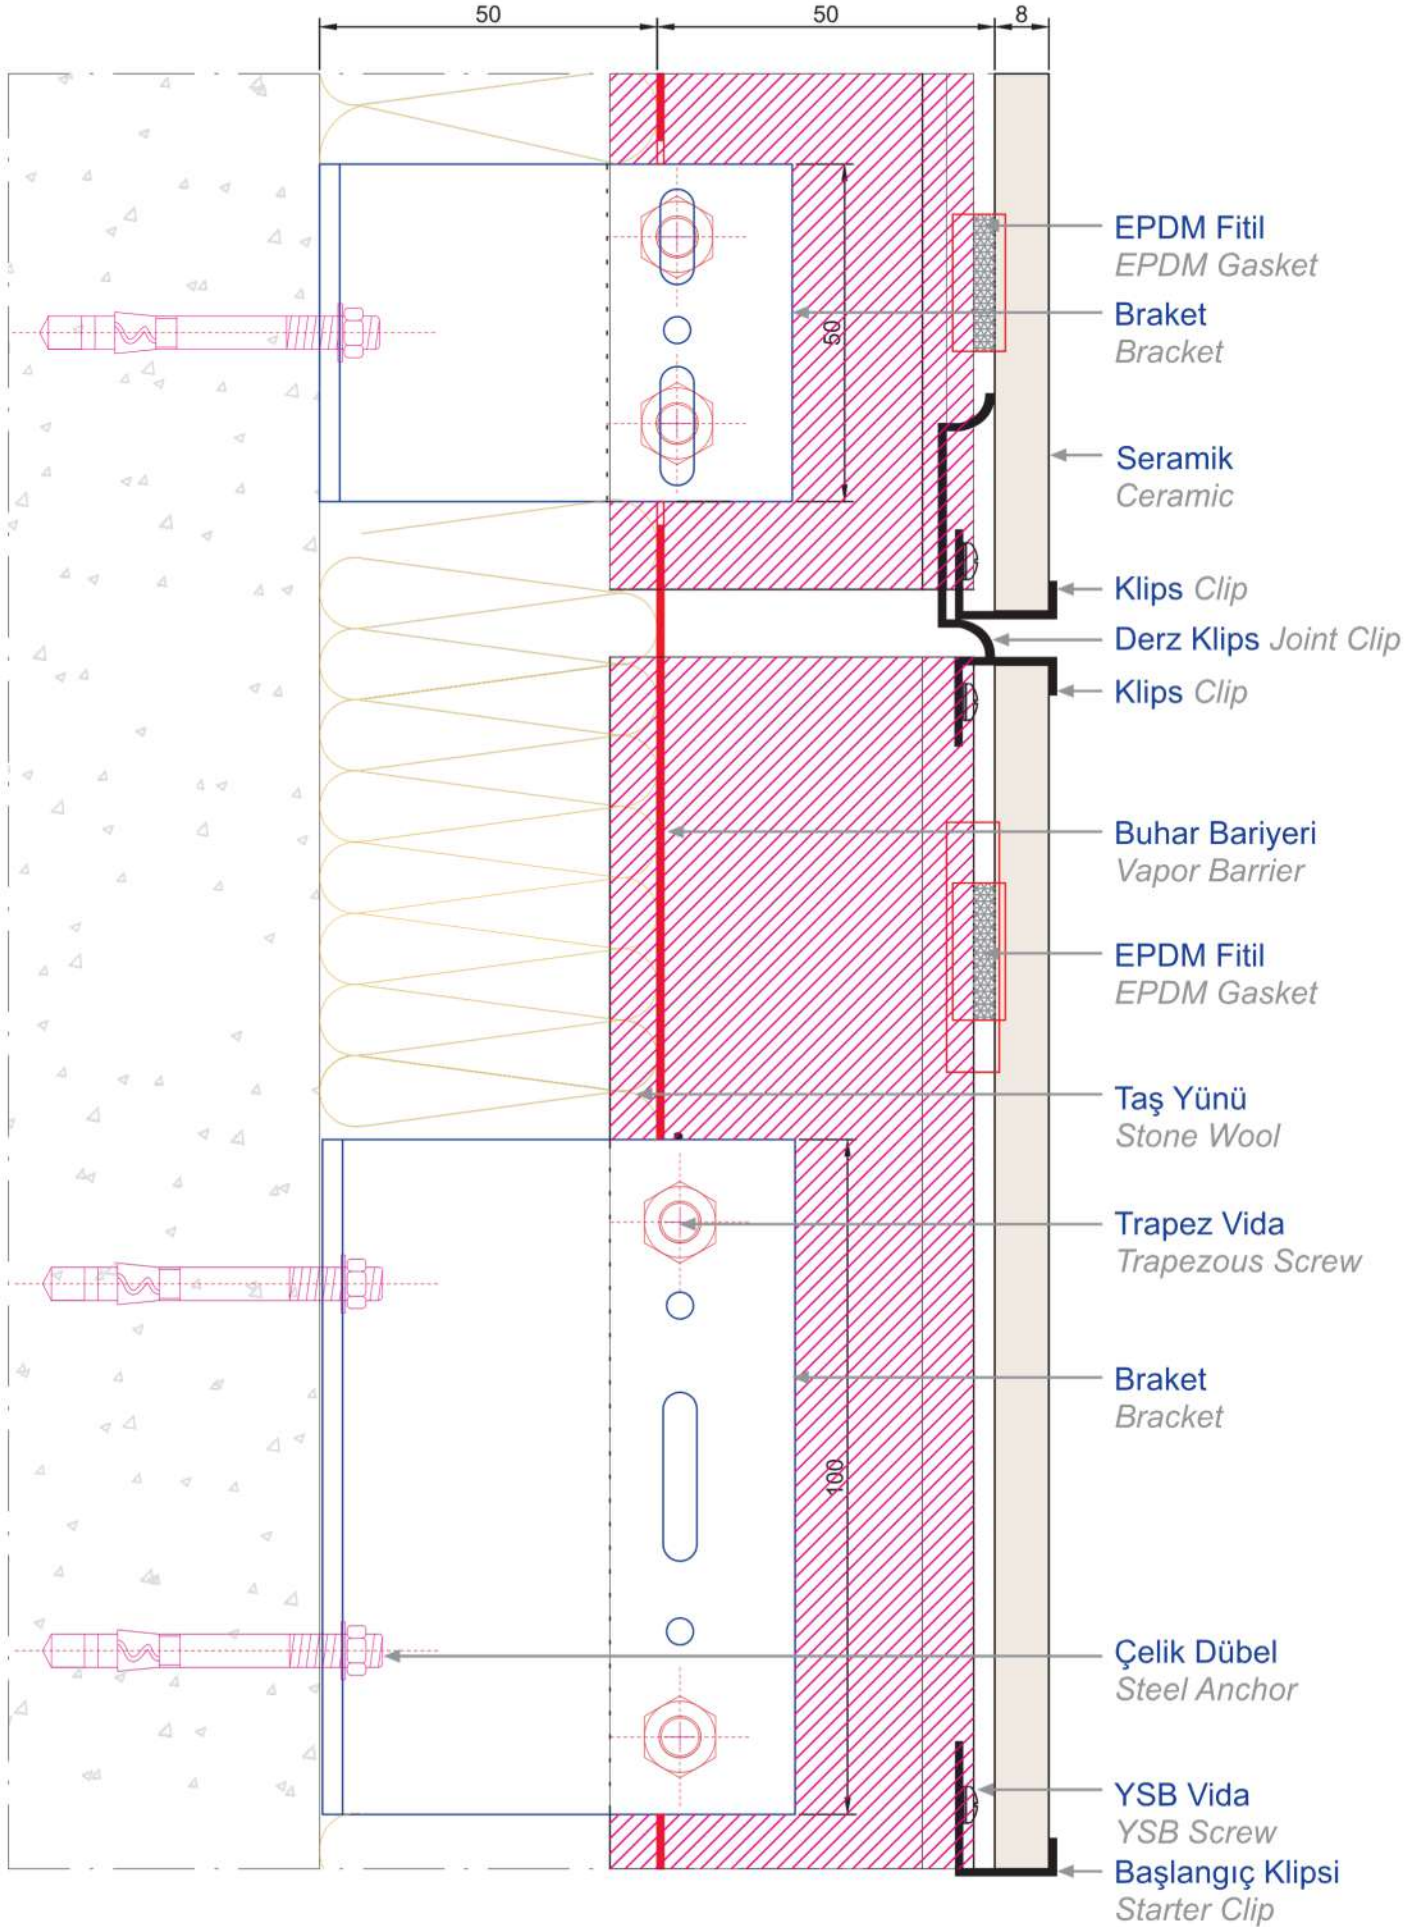 50 50 8
EPDM Fitil
EPDM Gasket
Braket
Bracket
50
Seramik
Ceramic
Klips Clip
Derz Klips Joint Clip
Klips Clip
Buhar Bariyeri
Vapor Barrier
EPDM Fitil
EPDM Gasket
Taş Yünü
Stone Wool
Trapez Vida
Trapezous Screw
Braket
Bracket
100
Çelik Dübel
Steel Anchor
YSB Vida
YSB Screw
Başlangıç Klipsi
Starter Clip